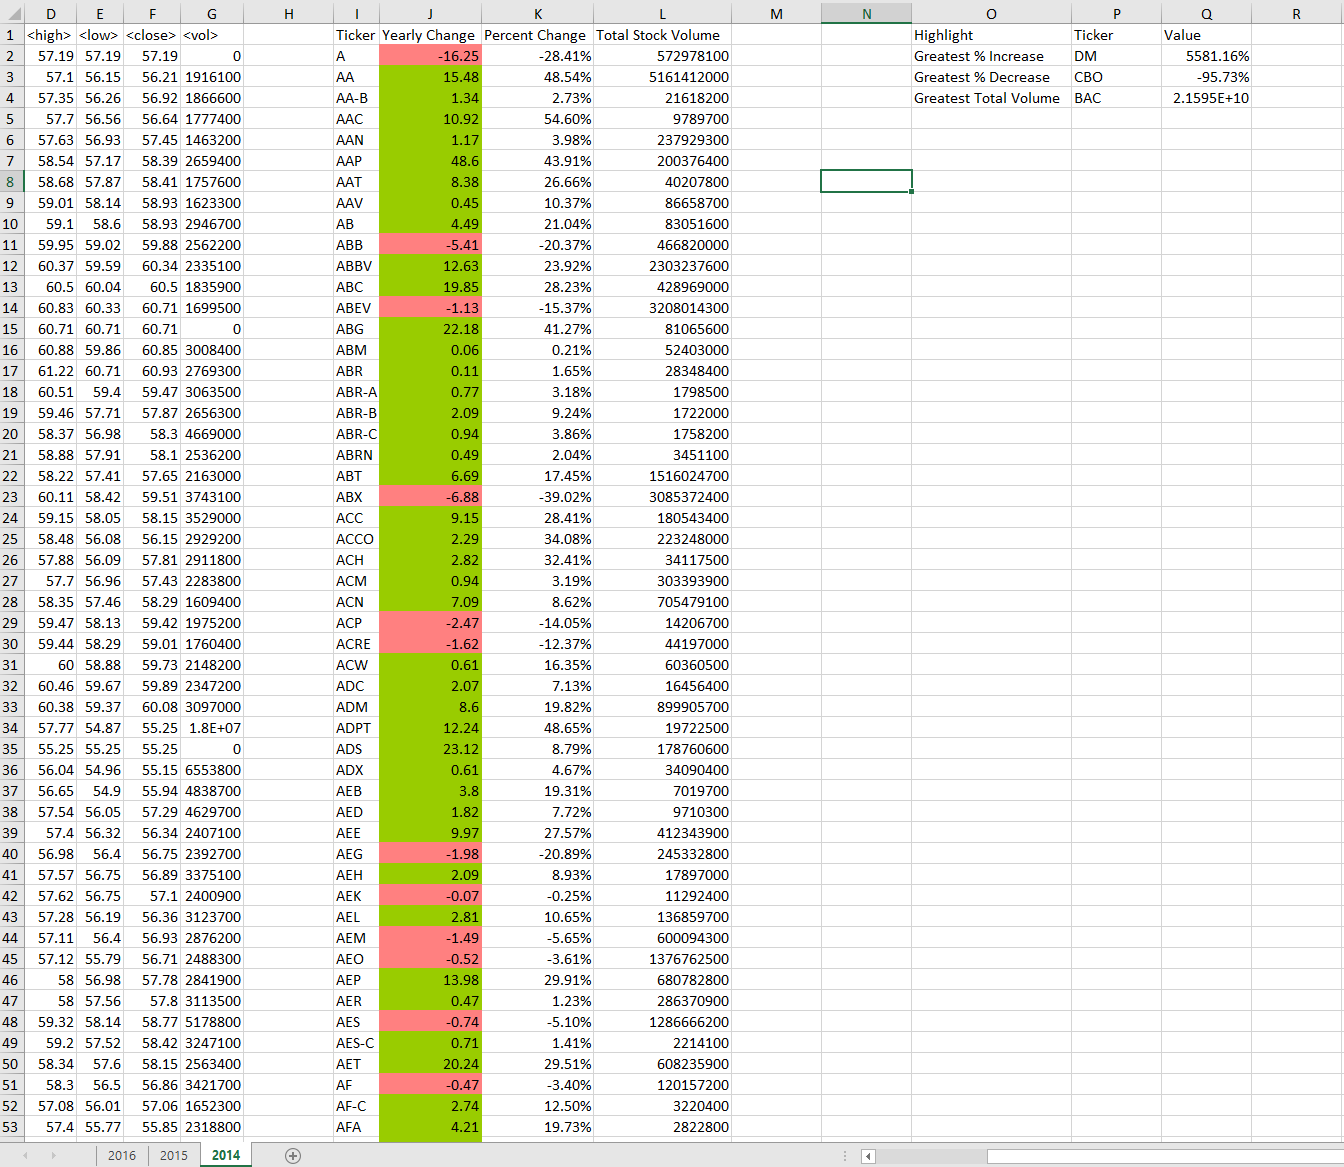 D E F G H I J K L M N O P Q R
1 <high> <low> <close> <vol> Ticker Yearly Change Percent Change Total Stock Volume Highlight Ticker Value
2 57.19 57.19 57.19 0 A -16.25 -28.41% 572978100 Greatest % Increase DM 5581.16%
3 57.1 56.15 56.21 1916100 AA 15.48 48.54% 5161412000 Greatest % Decrease CBO -95.73%
4 57.35 56.26 56.92 1866600 AA-B 1.34 2.73% 21618200 Greatest Total Volume BAC 2.1595E+10
5 57.7 56.56 56.64 1777400 AAC 10.92 54.60% 9789700
6 57.63 56.93 57.45 1463200 AAN 1.17 3.98% 237929300
7 58.54 57.17 58.39 2659400 AAP 48.6 43.91% 200376400
8 58.68 57.87 58.41 1757600 AAT 8.38 26.66% 40207800
9 59.01 58.14 58.93 1623300 AAV 0.45 10.37% 86658700
10 59.1 58.6 58.93 2946700 AB 4.49 21.04% 83051600
11 59.95 59.02 59.88 2562200 ABB -5.41 -20.37% 466820000
12 60.37 59.59 60.34 2335100 ABBV 12.63 23.92% 2303237600
13 60.5 60.04 60.5 1835900 ABC 19.85 28.23% 428969000
14 60.83 60.33 60.71 1699500 ABEV -1.13 -15.37% 3208014300
15 60.71 60.71 60.71 0 ABG 22.18 41.27% 81065600
16 60.88 59.86 60.85 3008400 ABM 0.06 0.21% 52403000
17 61.22 60.71 60.93 2769300 ABR 0.11 1.65% 28348400
18 60.51 59.4 59.47 3063500 ABR-A 0.77 3.18% 1798500
19 59.46 57.71 57.87 2656300 ABR-B 2.09 9.24% 1722000
20 58.37 56.98 58.3 4669000 ABR-C 0.94 3.86% 1758200
21 58.88 57.91 58.1 2536200 ABRN 0.49 2.04% 3451100
22 58.22 57.41 57.65 2163000 ABT 6.69 17.45% 1516024700
23 60.11 58.42 59.51 3743100 ABX -6.88 -39.02% 3085372400
24 59.15 58.05 58.15 3529000 ACC 9.15 28.41% 180543400
25 58.48 56.08 56.15 2929200 ACCO 2.29 34.08% 223248000
26 57.88 56.09 57.81 2911800 ACH 2.82 32.41% 34117500
27 57.7 56.96 57.43 2283800 ACM 0.94 3.19% 303393900
28 58.35 57.46 58.29 1609400 ACN 7.09 8.62% 705479100
29 59.47 58.13 59.42 1975200 ACP -2.47 -14.05% 14206700
30 59.44 58.29 59.01 1760400 ACRE -1.62 -12.37% 44197000
31 60 58.88 59.73 2148200 ACW 0.61 16.35% 60360500
32 60.46 59.67 59.89 2347200 ADC 2.07 7.13% 16456400
33 60.38 59.37 60.08 3097000 ADM 8.6 19.82% 899905700
34 57.77 54.87 55.25 1.8E+07 ADPT 12.24 48.65% 19722500
35 55.25 55.25 55.25 0 ADS 23.12 8.79% 178760600
36 56.04 54.96 55.15 6553800 ADX 0.61 4.67% 34090400
37 56.65 54.9 55.94 4838700 AEB 3.8 19.31% 7019700
38 57.54 56.05 57.29 4629700 AED 1.82 7.72% 9710300
39 57.4 56.32 56.34 2407100 AEE 9.97 27.57% 412343900
40 56.98 56.4 56.75 2392700 AEG -1.98 -20.89% 245332800
41 57.57 56.75 56.89 3375100 AEH 2.09 8.93% 17897000
42 57.62 56.75 57.1 2400900 AEK -0.07 -0.25% 11292400
43 57.28 56.19 56.36 3123700 AEL 2.81 10.65% 136859700
44 57.11 56.4 56.93 2876200 AEM -1.49 -5.65% 600094300
45 57.12 55.79 56.71 2488300 AEO -0.52 -3.61% 1376762500
46 58 56.98 57.78 2841900 AEP 13.98 29.91% 680782800
47 58 57.56 57.8 3113500 AER 0.47 1.23% 286370900
48 59.32 58.14 58.77 5178800 AES -0.74 -5.10% 1286666200
49 59.2 57.52 58.42 3247100 AES-C 0.71 1.41% 2214100
50 58.34 57.6 58.15 2563400 AET 20.24 29.51% 608235900
51 58.3 56.5 56.86 3421700 AF -0.47 -3.40% 120157200
52 57.08 56.01 57.06 1652300 AF-C 2.74 12.50% 3220400
53 57.4 55.77 55.85 2318800 AFA 4.21 19.73% 2822800
2016 2015 2014